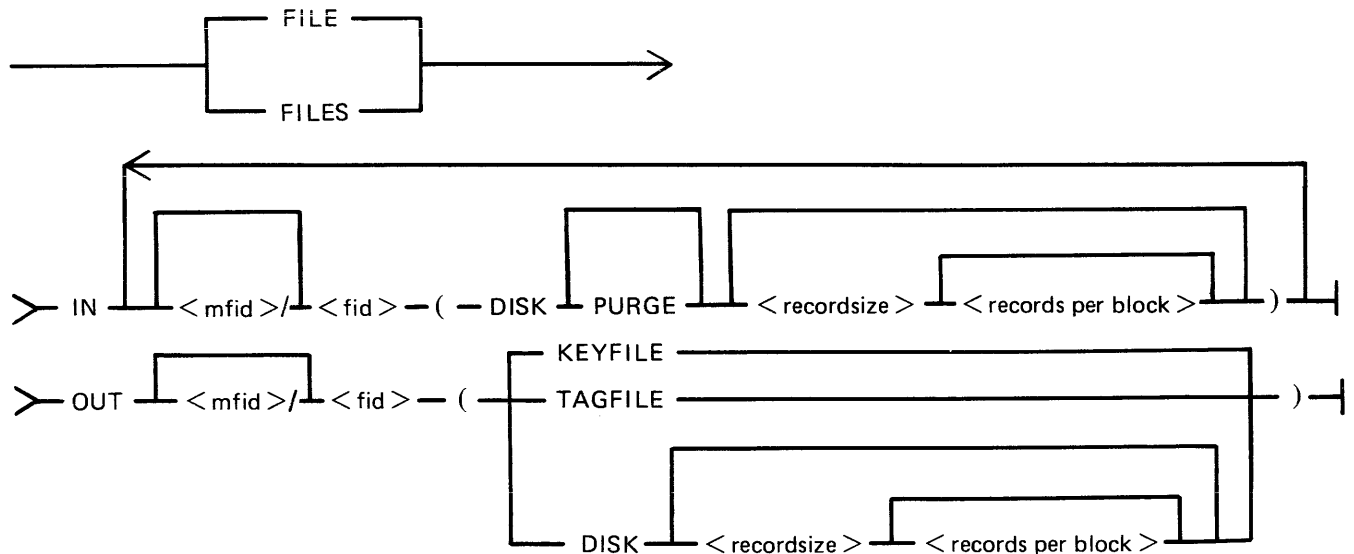 FILE
FILES
IN <mfid>/<fid> ( DISK PURGE <recordsize> <records per block> )
OUT <mfid>/<fid> ( KEYFILE
TAGFILE )
DISK <recordsize> <records per block>